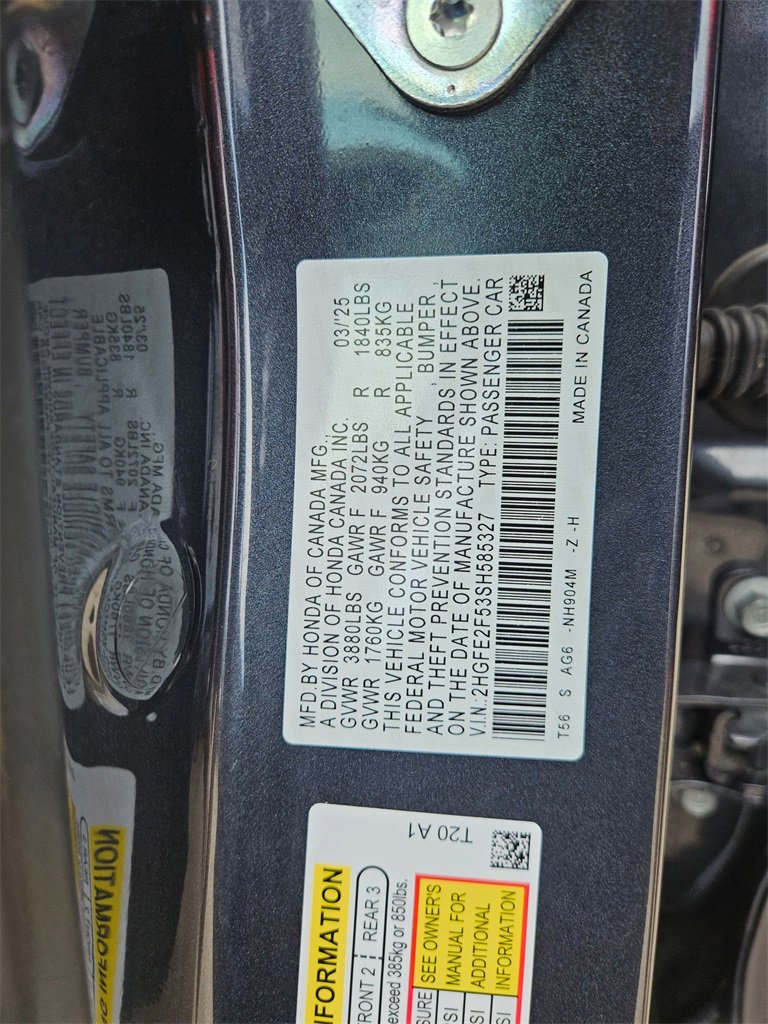 MFD.BY HONDA OF CANADA MFG.,
A DIVISION OF HONDA CANADA INC. 03/25
GVWR 3880LBS GAWR F 2072LBS R 1840LBS
GVWR 1760KG GAWR F 940KG R 835KG
THIS VEHICLE CONFORMS TO ALL APPLICABLE
FEDERAL MOTOR VEHICLE SAFETY , BUMPER,
AND THEFT PREVENTION STANDARDS, IN EFFECT
ON THE DATE OF MANUFACTURE SHOWN ABOVE.
V.I.N.:2HGFE2F53SH585327 TYPE: PASSENGER CAR
T56 S AG6 -NH904M -Z -H
MADE IN CANADA
T20 A1
FRONT 2 REAR 3
exceed 385kg or 850lbs.
SEE OWNER'S
MANUAL FOR
ADDITIONAL
INFORMATION